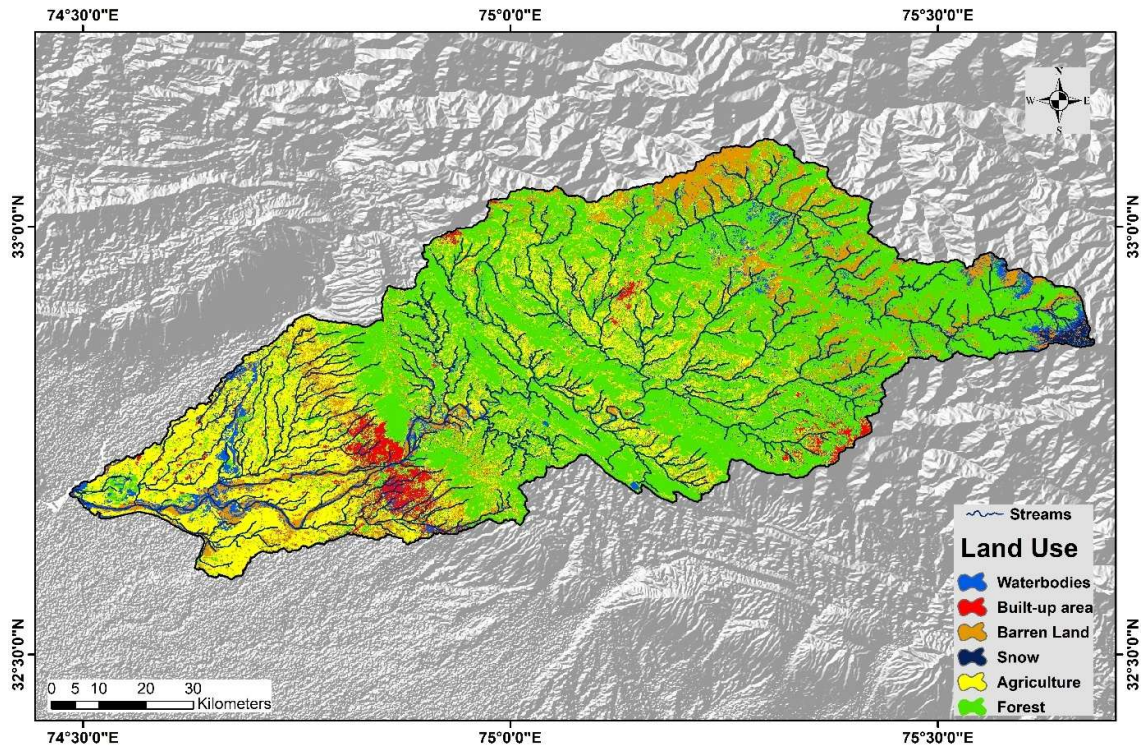 74°30'0"E 75°0'0"E 75°30'0"E
N
W E
S
33°0'0"N 33°0'0"N
Streams
Land Use
Waterbodies
Built-up area
Barren Land
Snow
Agriculture
Forest
32°30'0"N 32°30'0"N
0 5 10 20 30
Kilometers
74°30'0"E 75°0'0"E 75°30'0"E